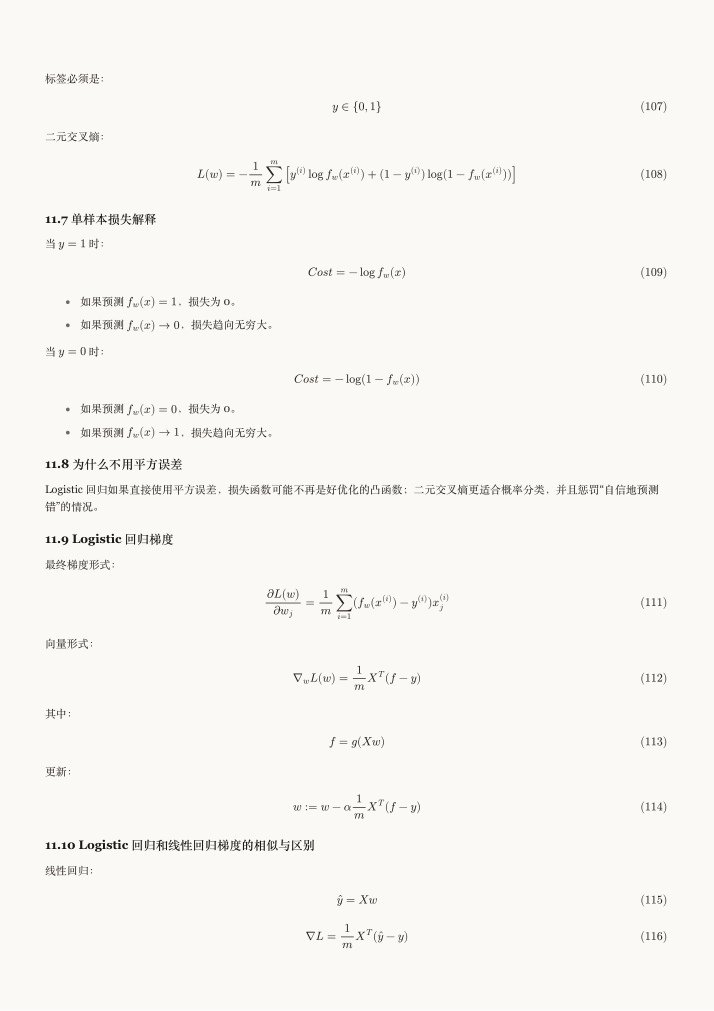 标签必须是:
y ∈ {0, 1} (107)
二元交叉熵:
L(w) = −\frac{1}{m} \sum_{i=1}^{m} [y^{(i)} log f_w(x^{(i)}) + (1 − y^{(i)}) log(1 − f_w(x^{(i)}))] (108)
11.7 单样本损失解释
当 y = 1 时:
Cost = − log f_w(x) (109)
• 如果预测 f_w(x) = 1，损失为 0。
• 如果预测 f_w(x) → 0，损失趋向无穷大。
当 y = 0 时:
Cost = − log(1 − f_w(x)) (110)
• 如果预测 f_w(x) = 0，损失为 0。
• 如果预测 f_w(x) → 1，损失趋向无穷大。
11.8 为什么不用平方误差
Logistic 回归如果直接使用平方误差，损失函数可能不再是好优化的凸函数；二元交叉熵更适合概率分类，并且惩罚“自信地预测
错”的情况。
11.9 Logistic 回归梯度
最终梯度形式:
\frac{∂L(w)}{∂w_j} = \frac{1}{m} \sum_{i=1}^{m} (f_w(x^{(i)}) − y^{(i)})x_j^{(i)} (111)
向量形式:
∇_w L(w) = \frac{1}{m} X^T(f − y) (112)
其中:
f = g(Xw) (113)
更新:
w := w − α\frac{1}{m} X^T(f − y) (114)
11.10 Logistic 回归和线性回归梯度的相似与区别
线性回归:
ŷ = Xw (115)
∇L = \frac{1}{m} X^T(ŷ − y) (116)